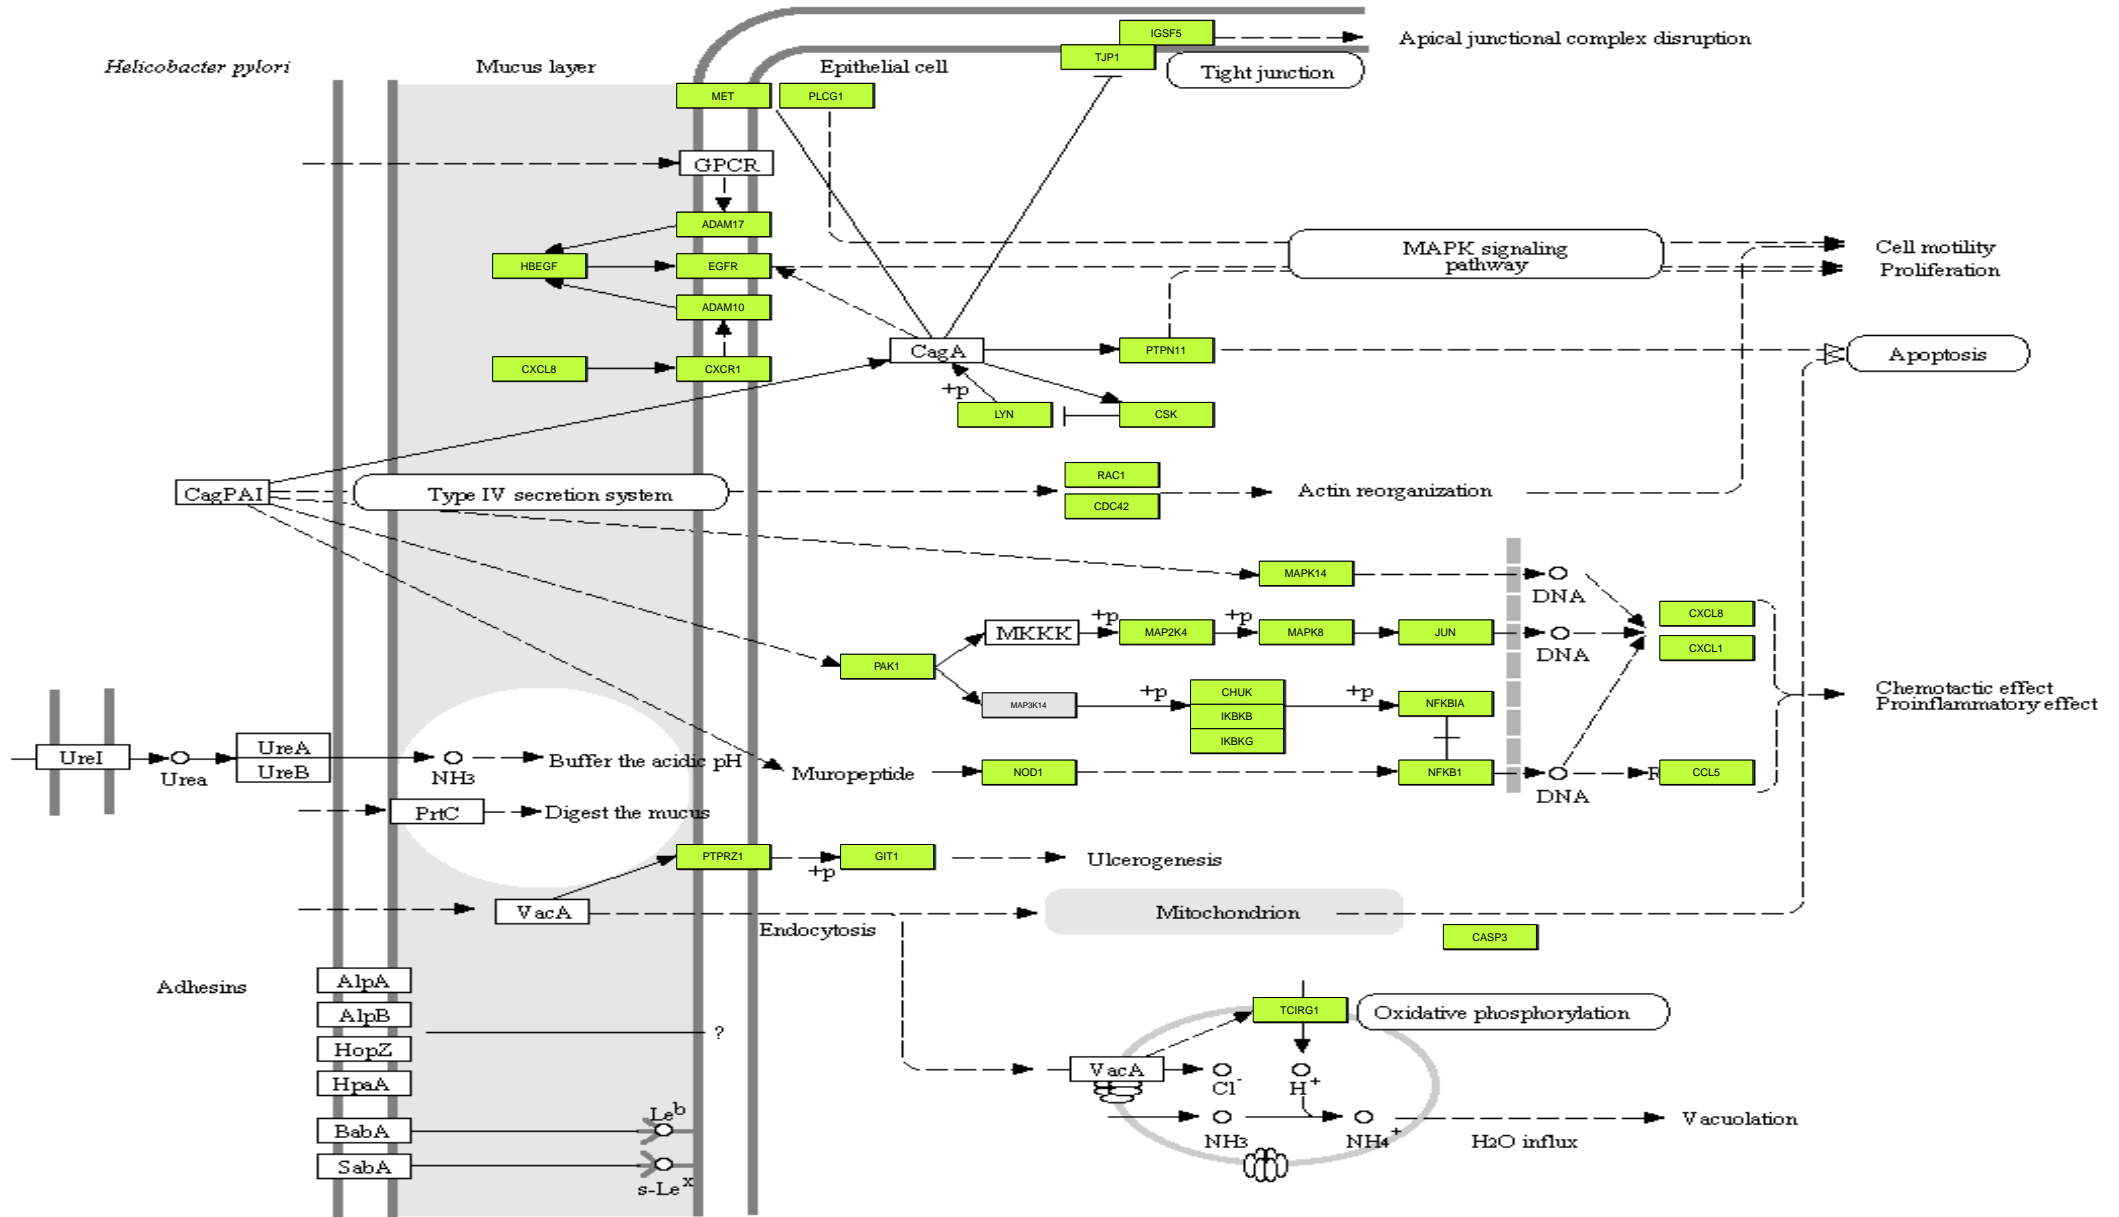 IGSF5
Apical junctional complex disruption
TJP1
Helicobacter pylori
Mucus layer
Epithelial cell
Tight junction
MET
PLCG1
GPCR
ADAM17
MAPK signaling
pathway
Cell motility
Proliferation
HBEGF
EGFR
ADAM10
CagA
PTPN11
Apoptosis
CXCL8
CXCR1
+p
LYN
CSK
RAC1
CagPAI
Type IV secretion system
Actin reorganization
CDC42
MAPK14
DNA
CXCL8
MKKK
+p
MAP2K4
+p
MAPK8
JUN
DNA
CXCL1
PAK1
MAP3K14
+p
CHUK
IKBKB
IKBKG
+p
NFKBIA
Chemotactic effect
Proinflammatory effect
UreI
Urea
UreA
UreB
NH3
Buffer the acidic pH
Muropeptide
NOD1
NFKB1
DNA
R
CCL5
PrtC
Digest the mucus
PTPRZ1
+p
GIT1
Ulcerogenesis
VacA
Endocytosis
Mitochondrion
CASP3
Adhesins
AlpA
AlpB
HopZ
HpaA
BabA
SabA
?
Le b
s-Le x
TCIRG1
Oxidative phosphorylation
VacA
Cl -
H +
NH3
NH4 +
H2O influx
Vacuolation